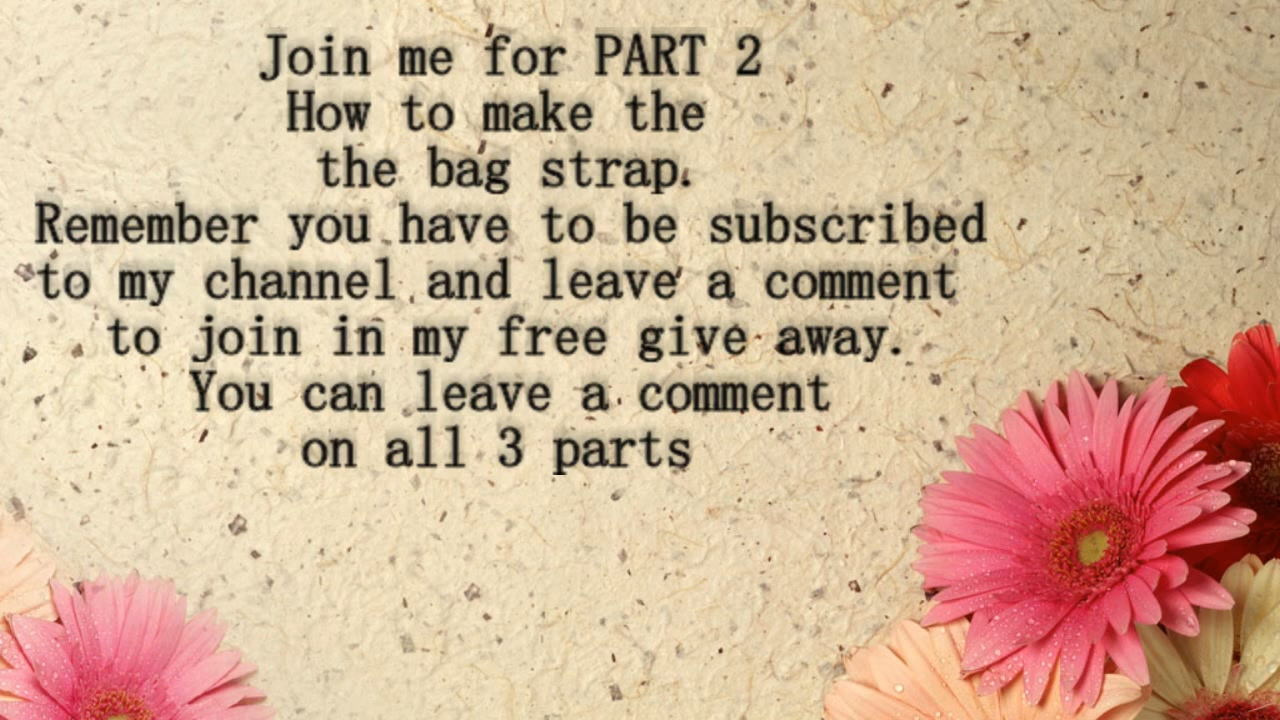 Join me for PART 2
How to make the
the bag strap.
Remember you have to be subscribed
to my channel and leave a comment
to join in my free give away.
You can leave a comment
on all 3 parts